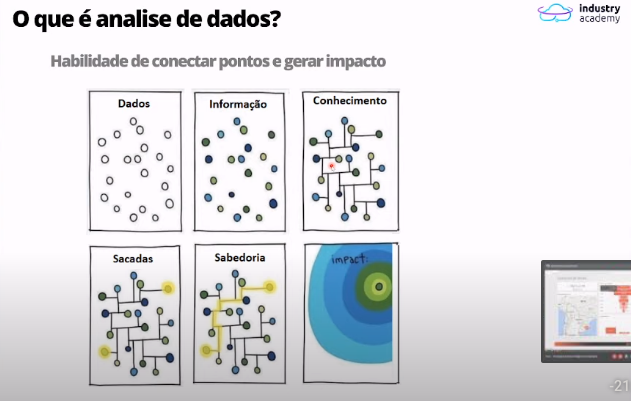 O que é analise de dados?
industry
academy
Habilidade de conectar pontos e gerar impacto
Dados
Informação
Conhecimento
Sacadas
Sabedoria
impact
-21